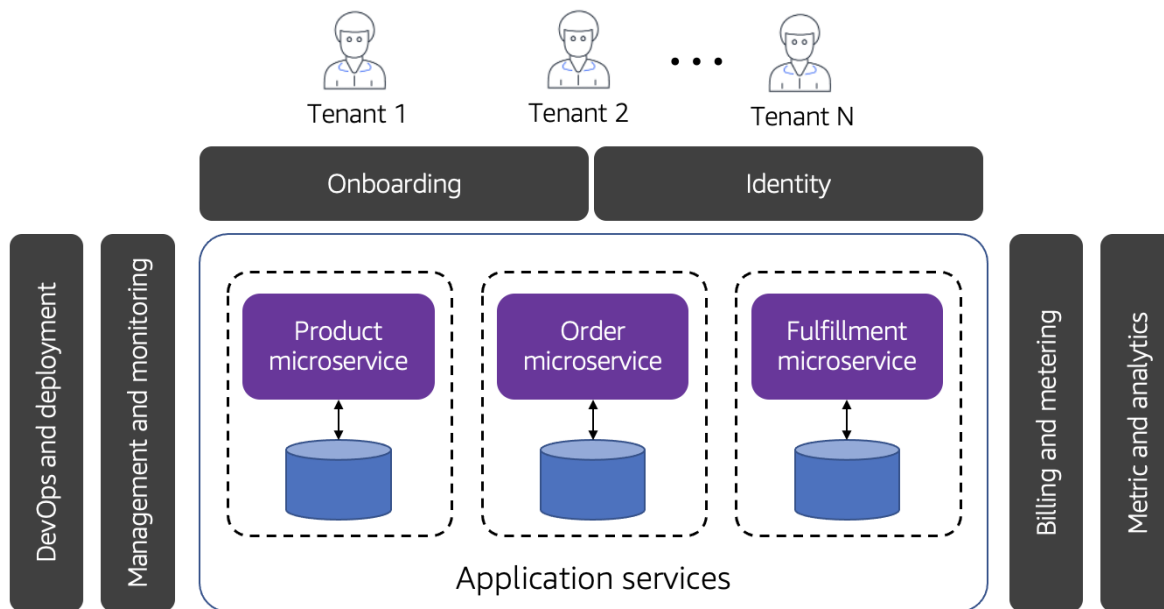 Tenant 1
Tenant 2
Tenant N
Onboarding
Identity
DevOps and deployment
Management and monitoring
Product
microservice
Order
microservice
Fulfillment
microservice
Application services
Billing and metering
Metric and analytics